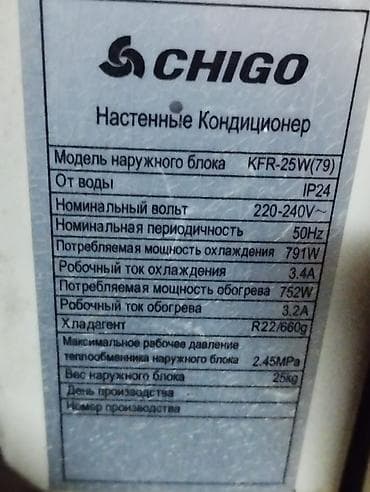 CHIGO
Настенные Кондиционер
Модель наружного блока KFR-25W(79)
От воды IP24
Номинальный вольт 220-240V~
Номинальная периодичность 50Hz
Потребляемая мощность охлаждения 791W
Робочный ток охлаждения 3.4A
Потребляемая мощность обогрева 752W
Робочный ток обогрева 3.2A
Хладагент R22/660g
Максимальное рабочее давление
теплообменника наружного блока 2.45MPa
Вес наружного блока 25kg
День производства
Номер производства